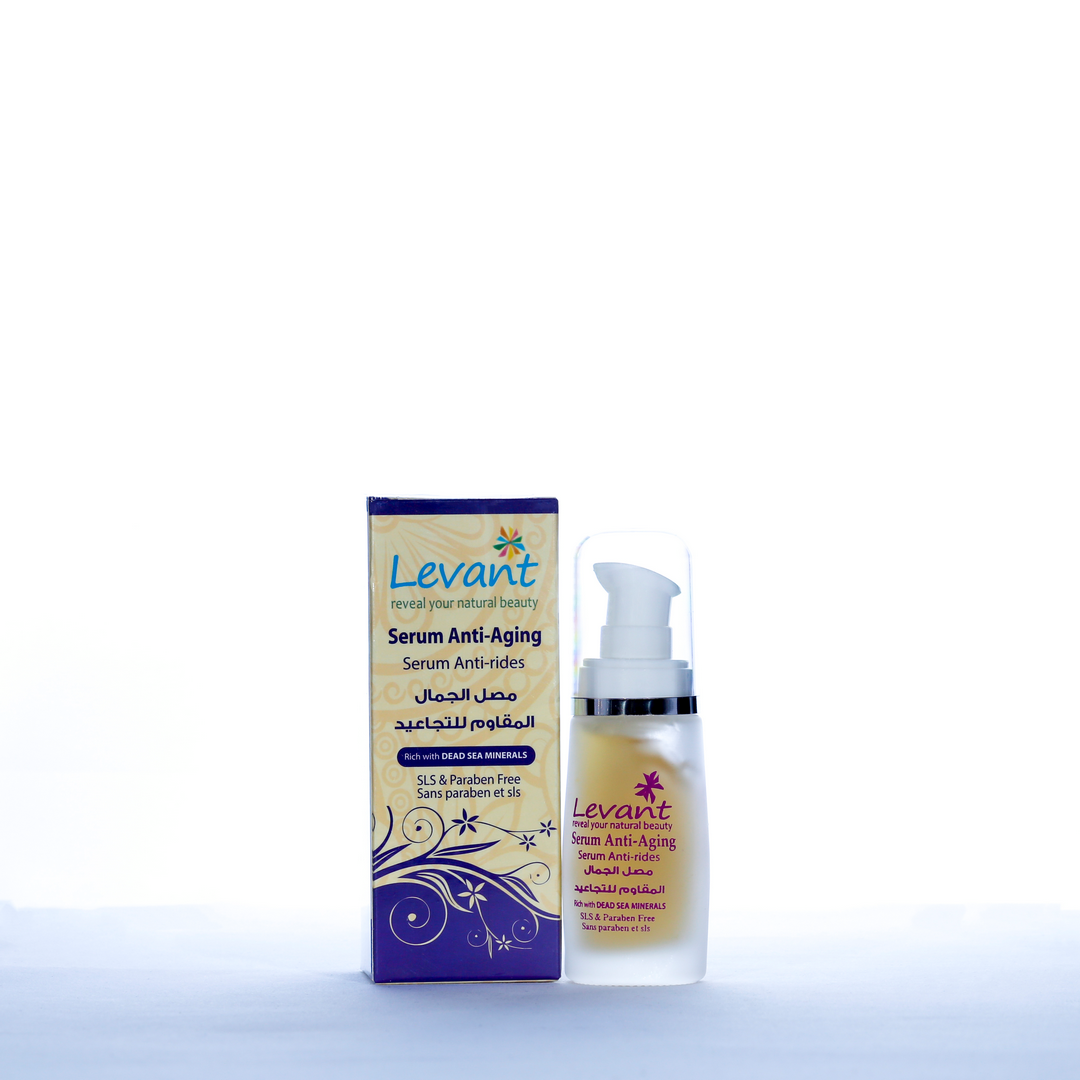 Levant
reveal your natural beauty
Serum Anti-Aging
Serum Anti-rides
مصل الجمال
المقاوم للتجاعيد
Rich with DEAD SEA MINERALS
SLS & Paraben Free
Sans paraben et sls
Levant
reveal your natural beauty
Serum Anti-Aging
Serum Anti-rides
مصل الجمال
المقاوم للتجاعيد
Rich with DEAD SEA MINERALS
SLS & Paraben Free
Sans paraben et sls